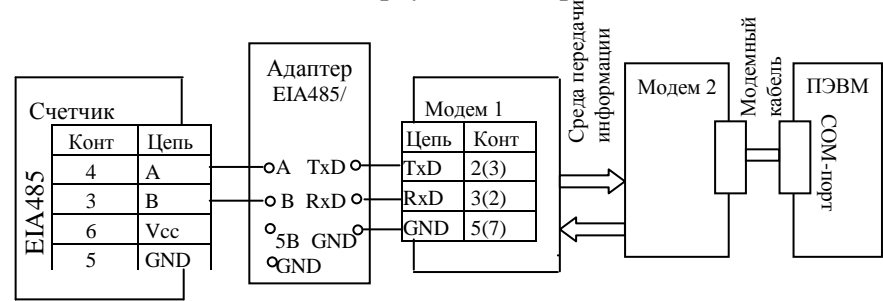 Счетчик
EIA485
Конт Цепь
4 A
3 B
6 Vcc
5 GND
Адаптер
EIA485/
A TxD
B RxD
5B GND
GND
Модем 1
Цепь Конт
TxD 2(3)
RxD 3(2)
GND 5(7)
Среда передачи
информации
Модем 2
Модемный
кабель
ПЭВМ
COM-порт